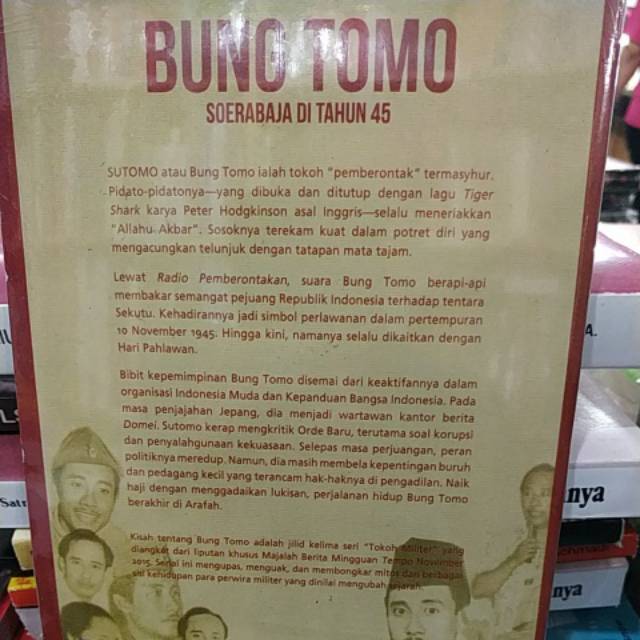 BUNG TOMO
SOERABAJA DI TAHUN 45
SUTOMO atau Bung Tomo ialah tokoh "pemberontak" termasyhur.
Pidato-pidatonya—yang dibuka dan ditutup dengan lagu Tiger
Shark karya Peter Hodgkinson asal Inggris—selalu meneriakkan
"Allahu Akbar". Sosoknya terekam kuat dalam potret diri yang
mengacungkan telunjuk dengan tatapan mata tajam.
Lewat Radio Pemberontakan, suara Bung Tomo berapi-api
membakar semangat pejuang Republik Indonesia terhadap tentara
Sekutu. Kehadirannya jadi simbol perlawanan dalam pertempuran
10 November 1945. Hingga kini, namanya selalu dikaitkan dengan
Hari Pahlawan.
Bibit kepemimpinan Bung Tomo disemai dari keaktifannya dalam
organisasi Indonesia Muda dan Kepanduan Bangsa Indonesia. Pada
masa penjajahan Jepang, dia menjadi wartawan kantor berita
Domei. Sutomo kerap mengkritik Orde Baru, terutama soal korupsi
dan penyalahgunaan kekuasaan. Selepas masa perjuangan, peran
politiknya meredup. Namun, dia masih membela kepentingan buruh
dan pedagang kecil yang terancam hak-haknya di pengadilan. Naik
haji dengan menggadaikan lukisan, perjalanan hidup Bung Tomo
berakhir di Arafah.
Kisah tentang Bung Tomo adalah jilid kelima seri "Tokoh Militer" yang
diangkat dari liputan khusus Majalah Berita Mingguan Tempo November
2015. Serial ini mengupas, menguak, dan membongkar mitos dan berbagai
sisi kehidupan para perwira militer yang dinilai mengubah sejarah.
A.
nya
nya